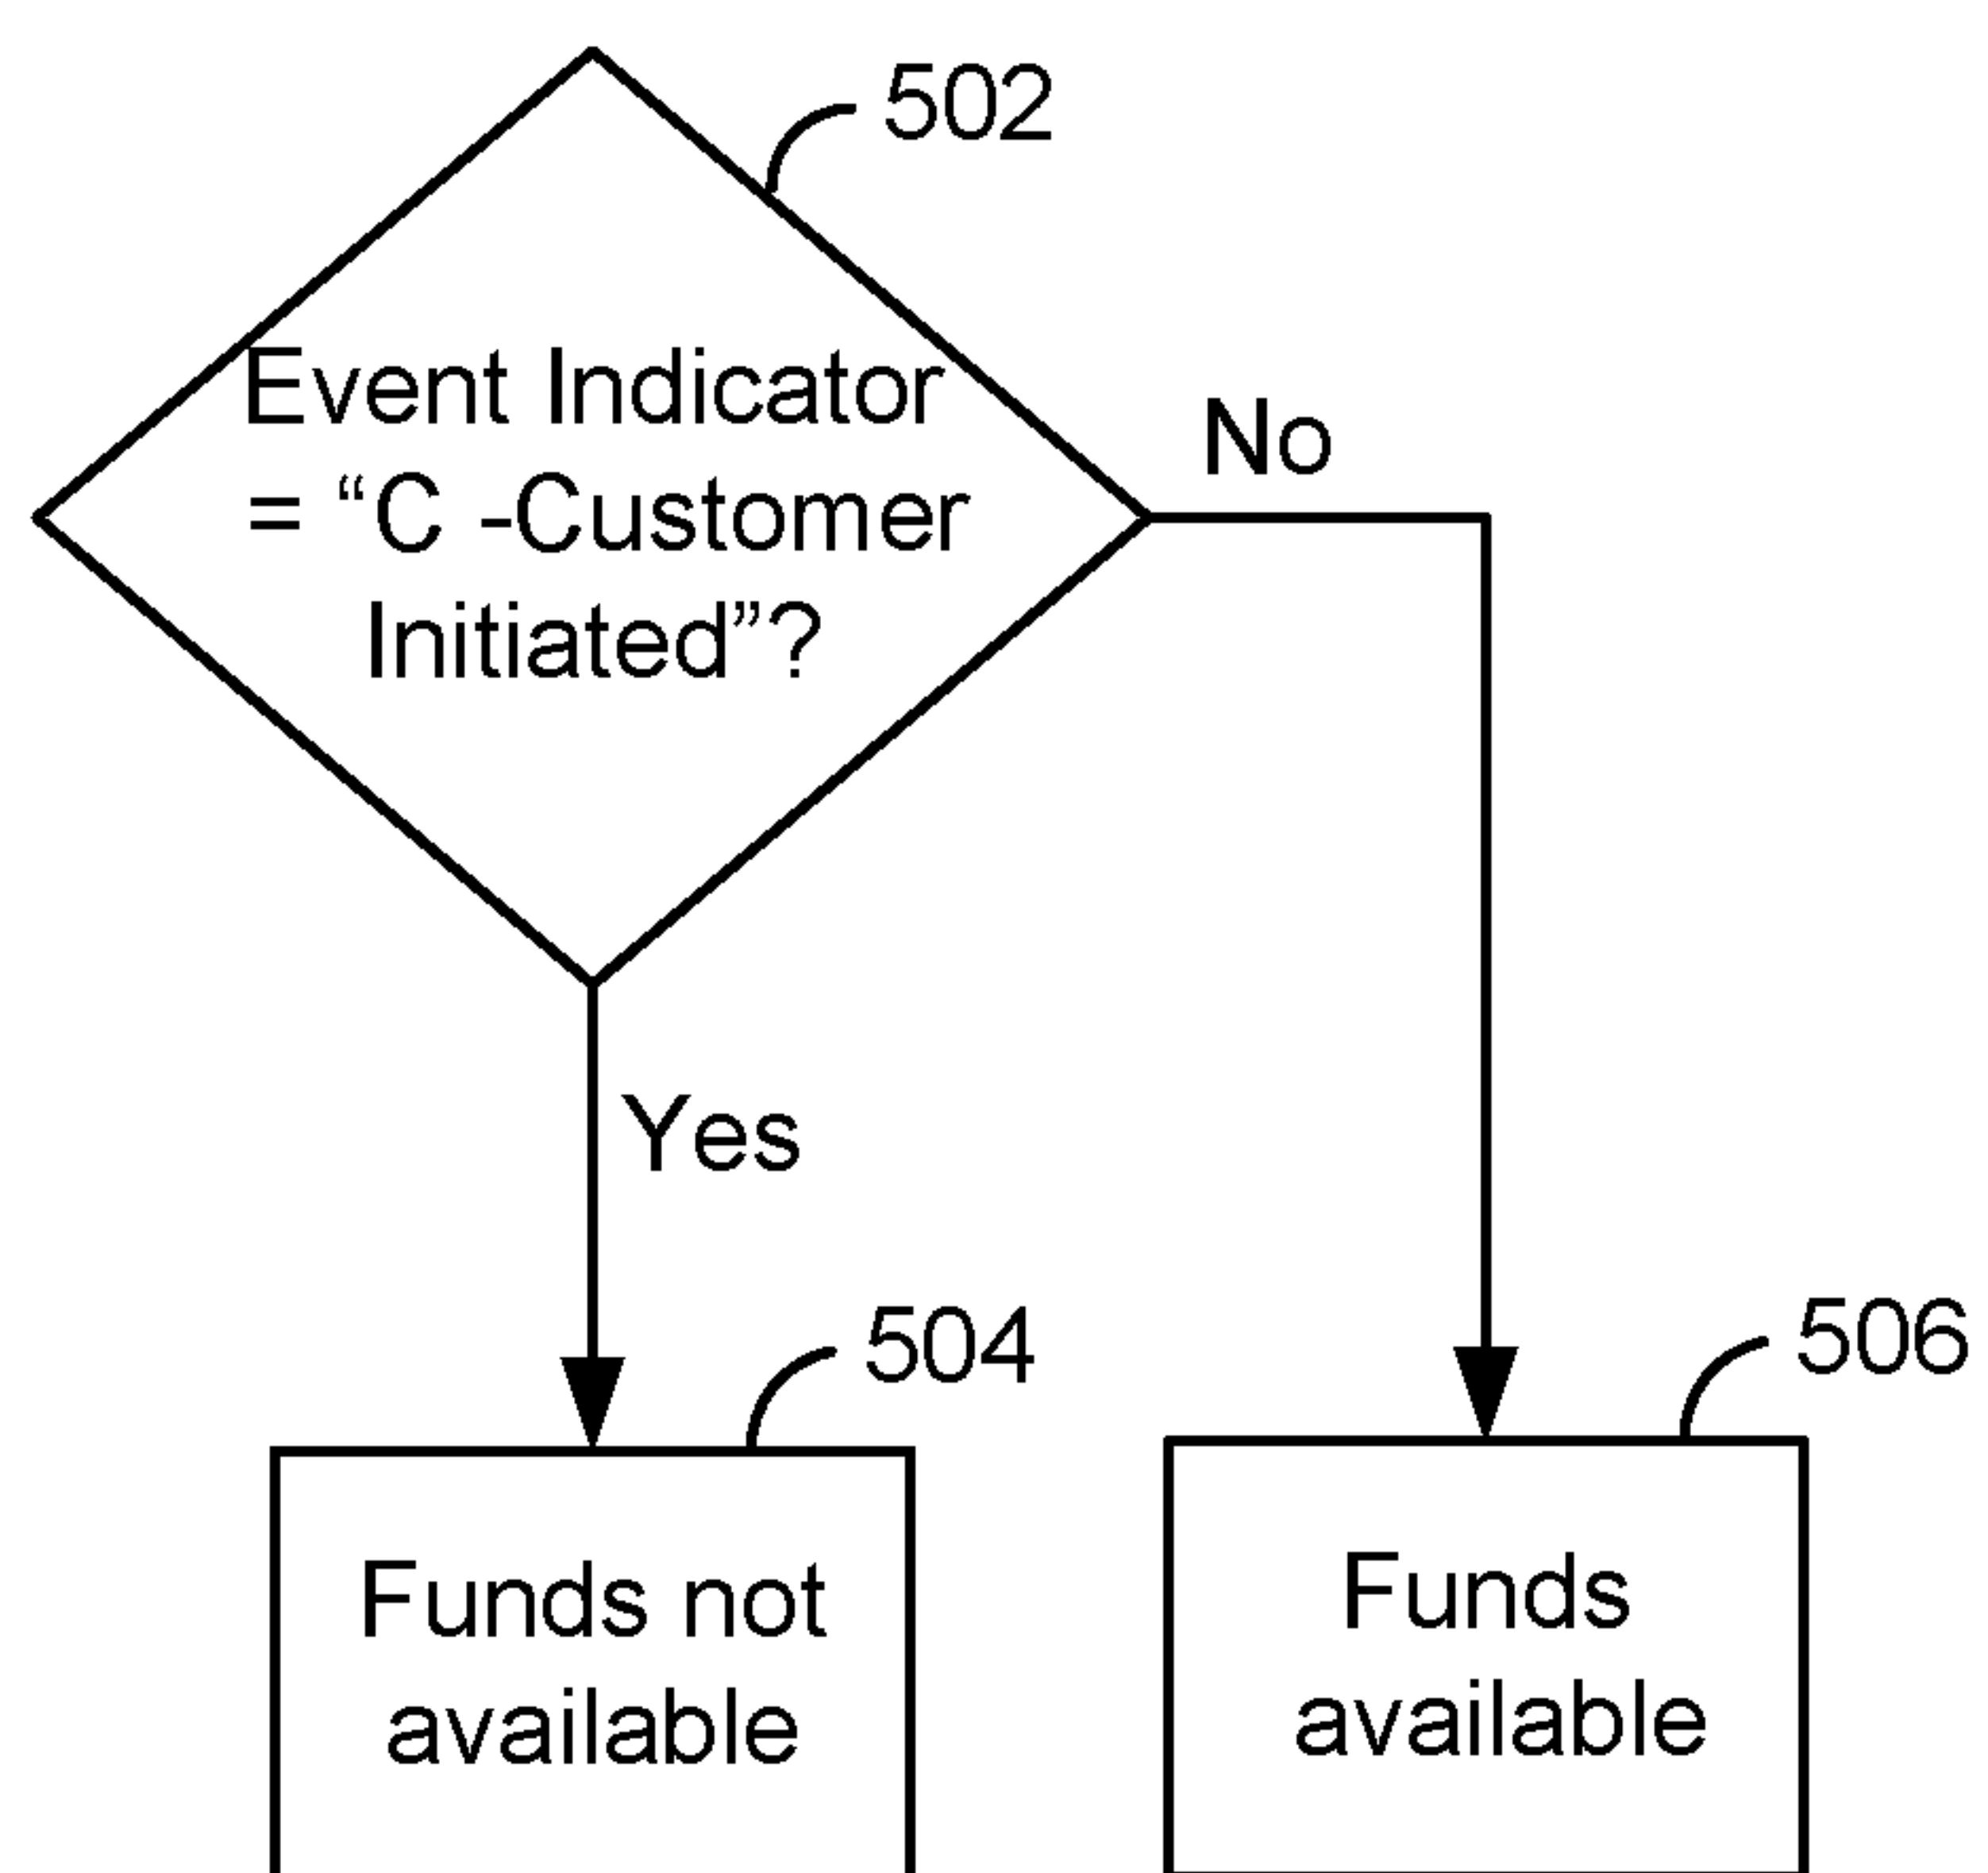 502
Event Indicator
= “C -Customer
Initiated”?
No
Yes
504
506
Funds not
available
Funds
available